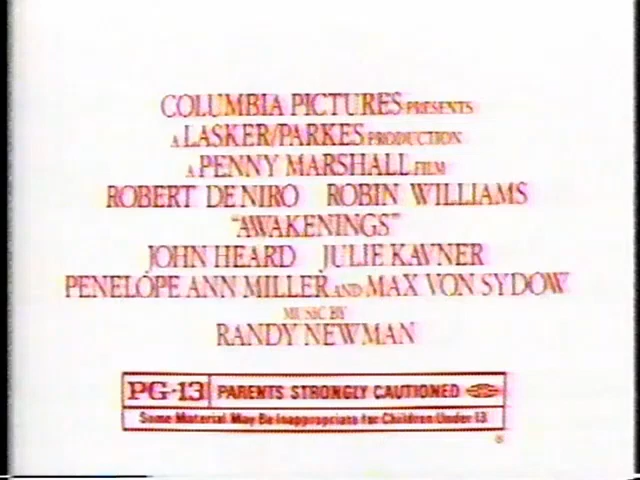 COLUMBIA PICTURES PRESENTS
A LASKER/PARKES PRODUCTION
A PENNY MARSHALL FILM
ROBERT DE NIRO ROBIN WILLIAMS
"AWAKENINGS"
JOHN HEARD JULIE KAVNER
PENELOPE ANN MILLER AND MAX VON SYDOW
MUSIC BY
RANDY NEWMAN
PG-13 PARENTS STRONGLY CAUTIONED
Some Material May Be Inappropriate for Children Under 13
®